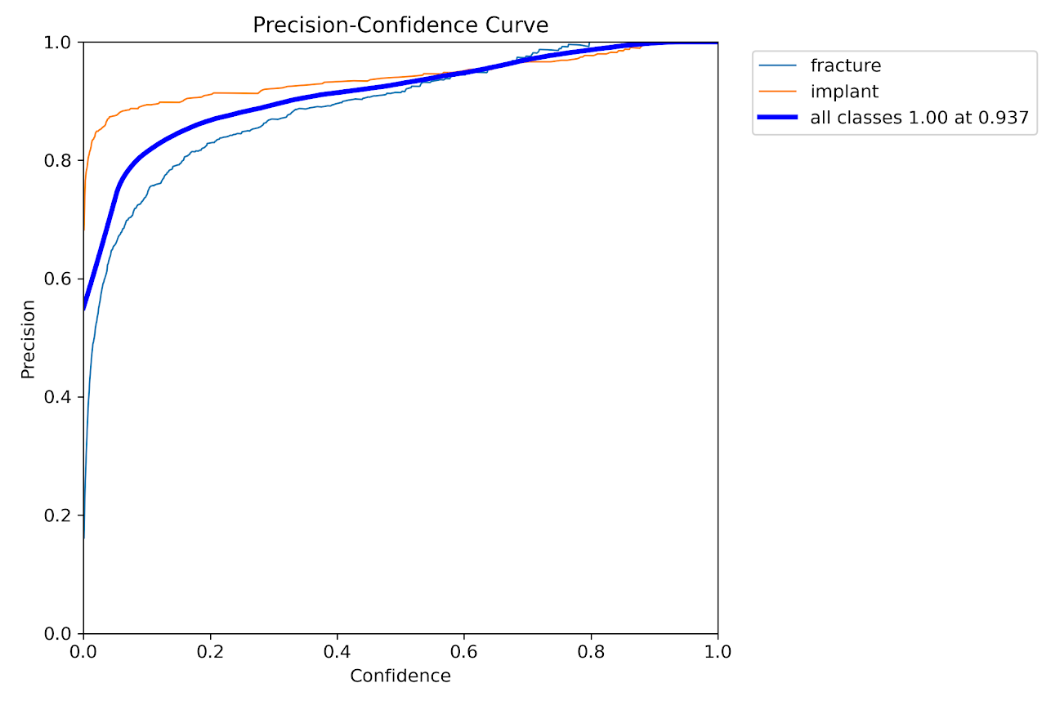 Precision-Confidence Curve
fracture
implant
all classes 1.00 at 0.937
Precision
1.0
0.8
0.6
0.4
0.2
0.0
0.0 0.2 0.4 0.6 0.8 1.0
Confidence